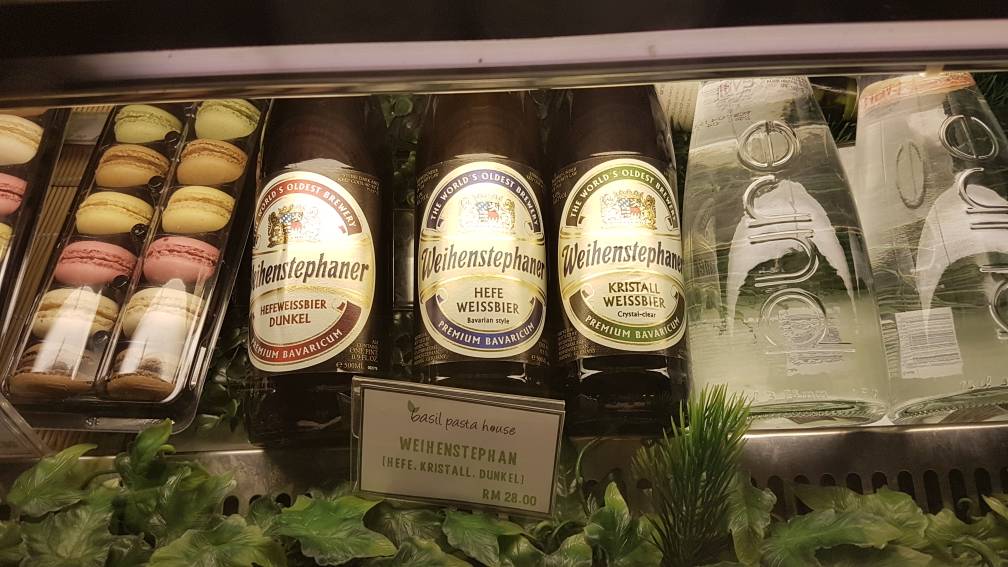 THE WORLD'S OLDEST BREWERY
Weihenstephaner
HEFEWEISSBIER
DUNKEL
PREMIUM BAVARICUM
500ML
THE WORLD'S OLDEST BREWERY
Weihenstephaner
HEFE
WEISSBIER
Bavarian style
PREMIUM BAVARICUM
THE WORLD'S OLDEST BREWERY
Weihenstephaner
KRISTALL
WEISSBIER
Crystal-clear
PREMIUM BAVARICUM
basil pasta house
WEIHENSTEPHAN
(HEFE. KRISTALL. DUNKEL)
RM 28.00